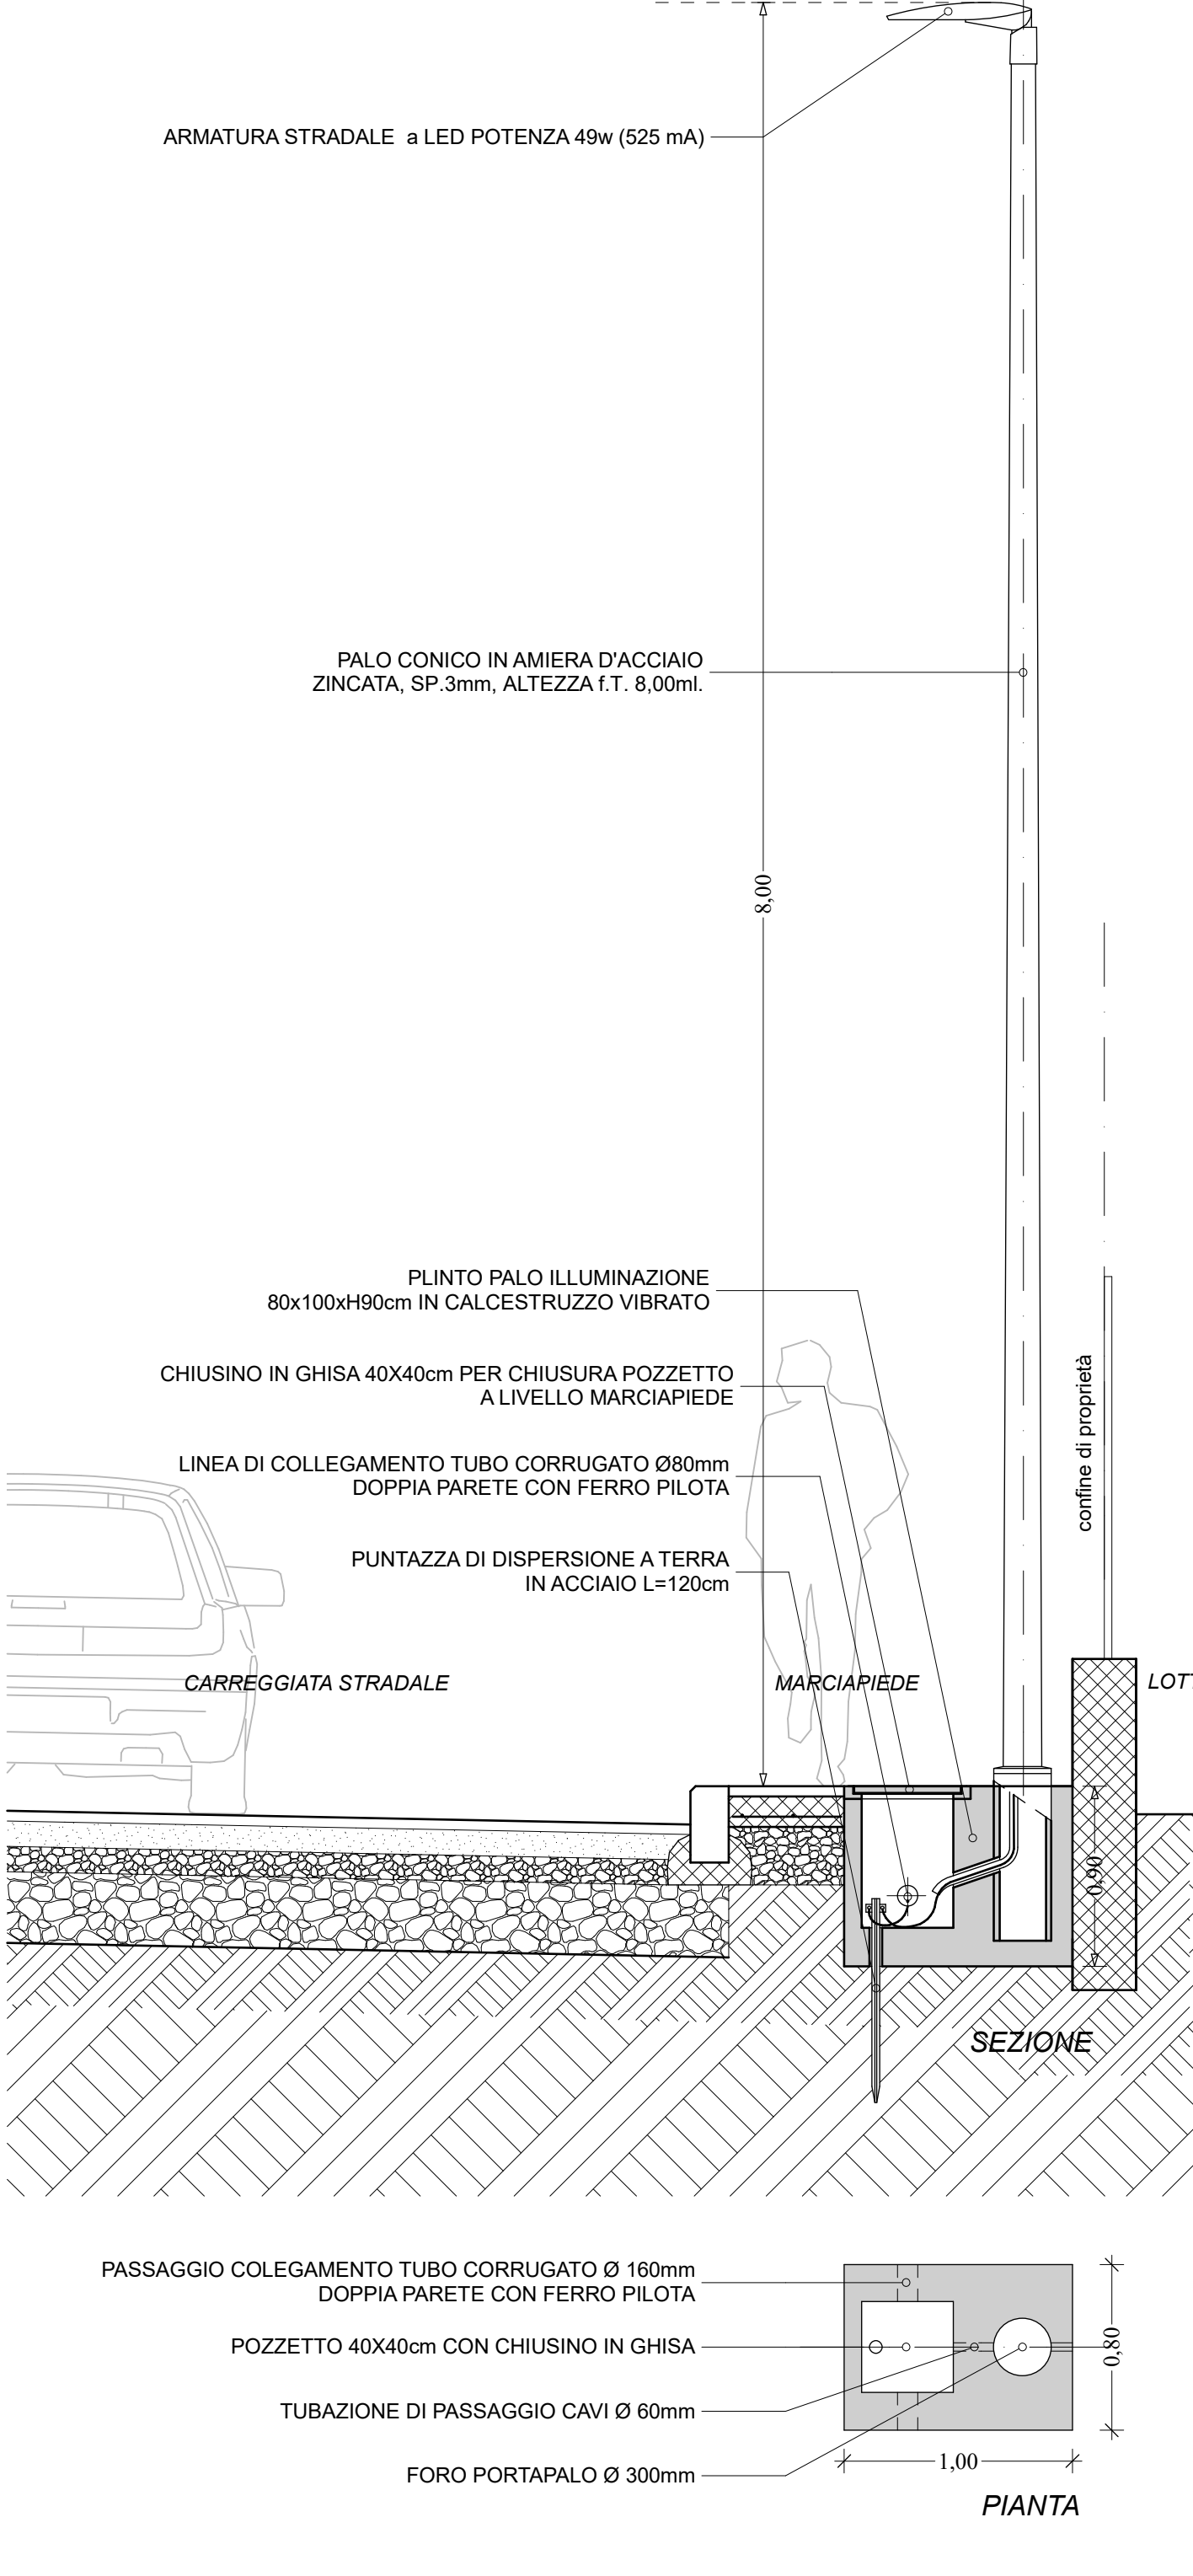 ARMATURA STRADALE a LED POTENZA 49w (525 mA)
PALO CONICO IN AMIERA D'ACCIAIO
ZINCATA, SP.3mm, ALTEZZA f.T. 8,00ml.
8,00
PLINTO PALO ILLUMINAZIONE
80x100xH90cm IN CALCESTRUZZO VIBRATO
CHIUSINO IN GHISA 40X40cm PER CHIUSURA POZZETTO
A LIVELLO MARCIAPIEDE
confine di proprietà
LINEA DI COLLEGAMENTO TUBO CORRUGATO Ø80mm
DOPPIA PARETE CON FERRO PILOTA
PUNTAZZA DI DISPERSIONE A TERRA
IN ACCIAIO L=120cm
CARREGGIATA STRADALE
MARCIAPIEDE
LOTT
0,90
SEZIONE
PASSAGGIO COLEGAMENTO TUBO CORRUGATO Ø 160mm
DOPPIA PARETE CON FERRO PILOTA
POZZETTO 40X40cm CON CHIUSINO IN GHISA
0,80
TUBAZIONE DI PASSAGGIO CAVI Ø 60mm
1,00
FORO PORTAPALO Ø 300mm
PIANTA